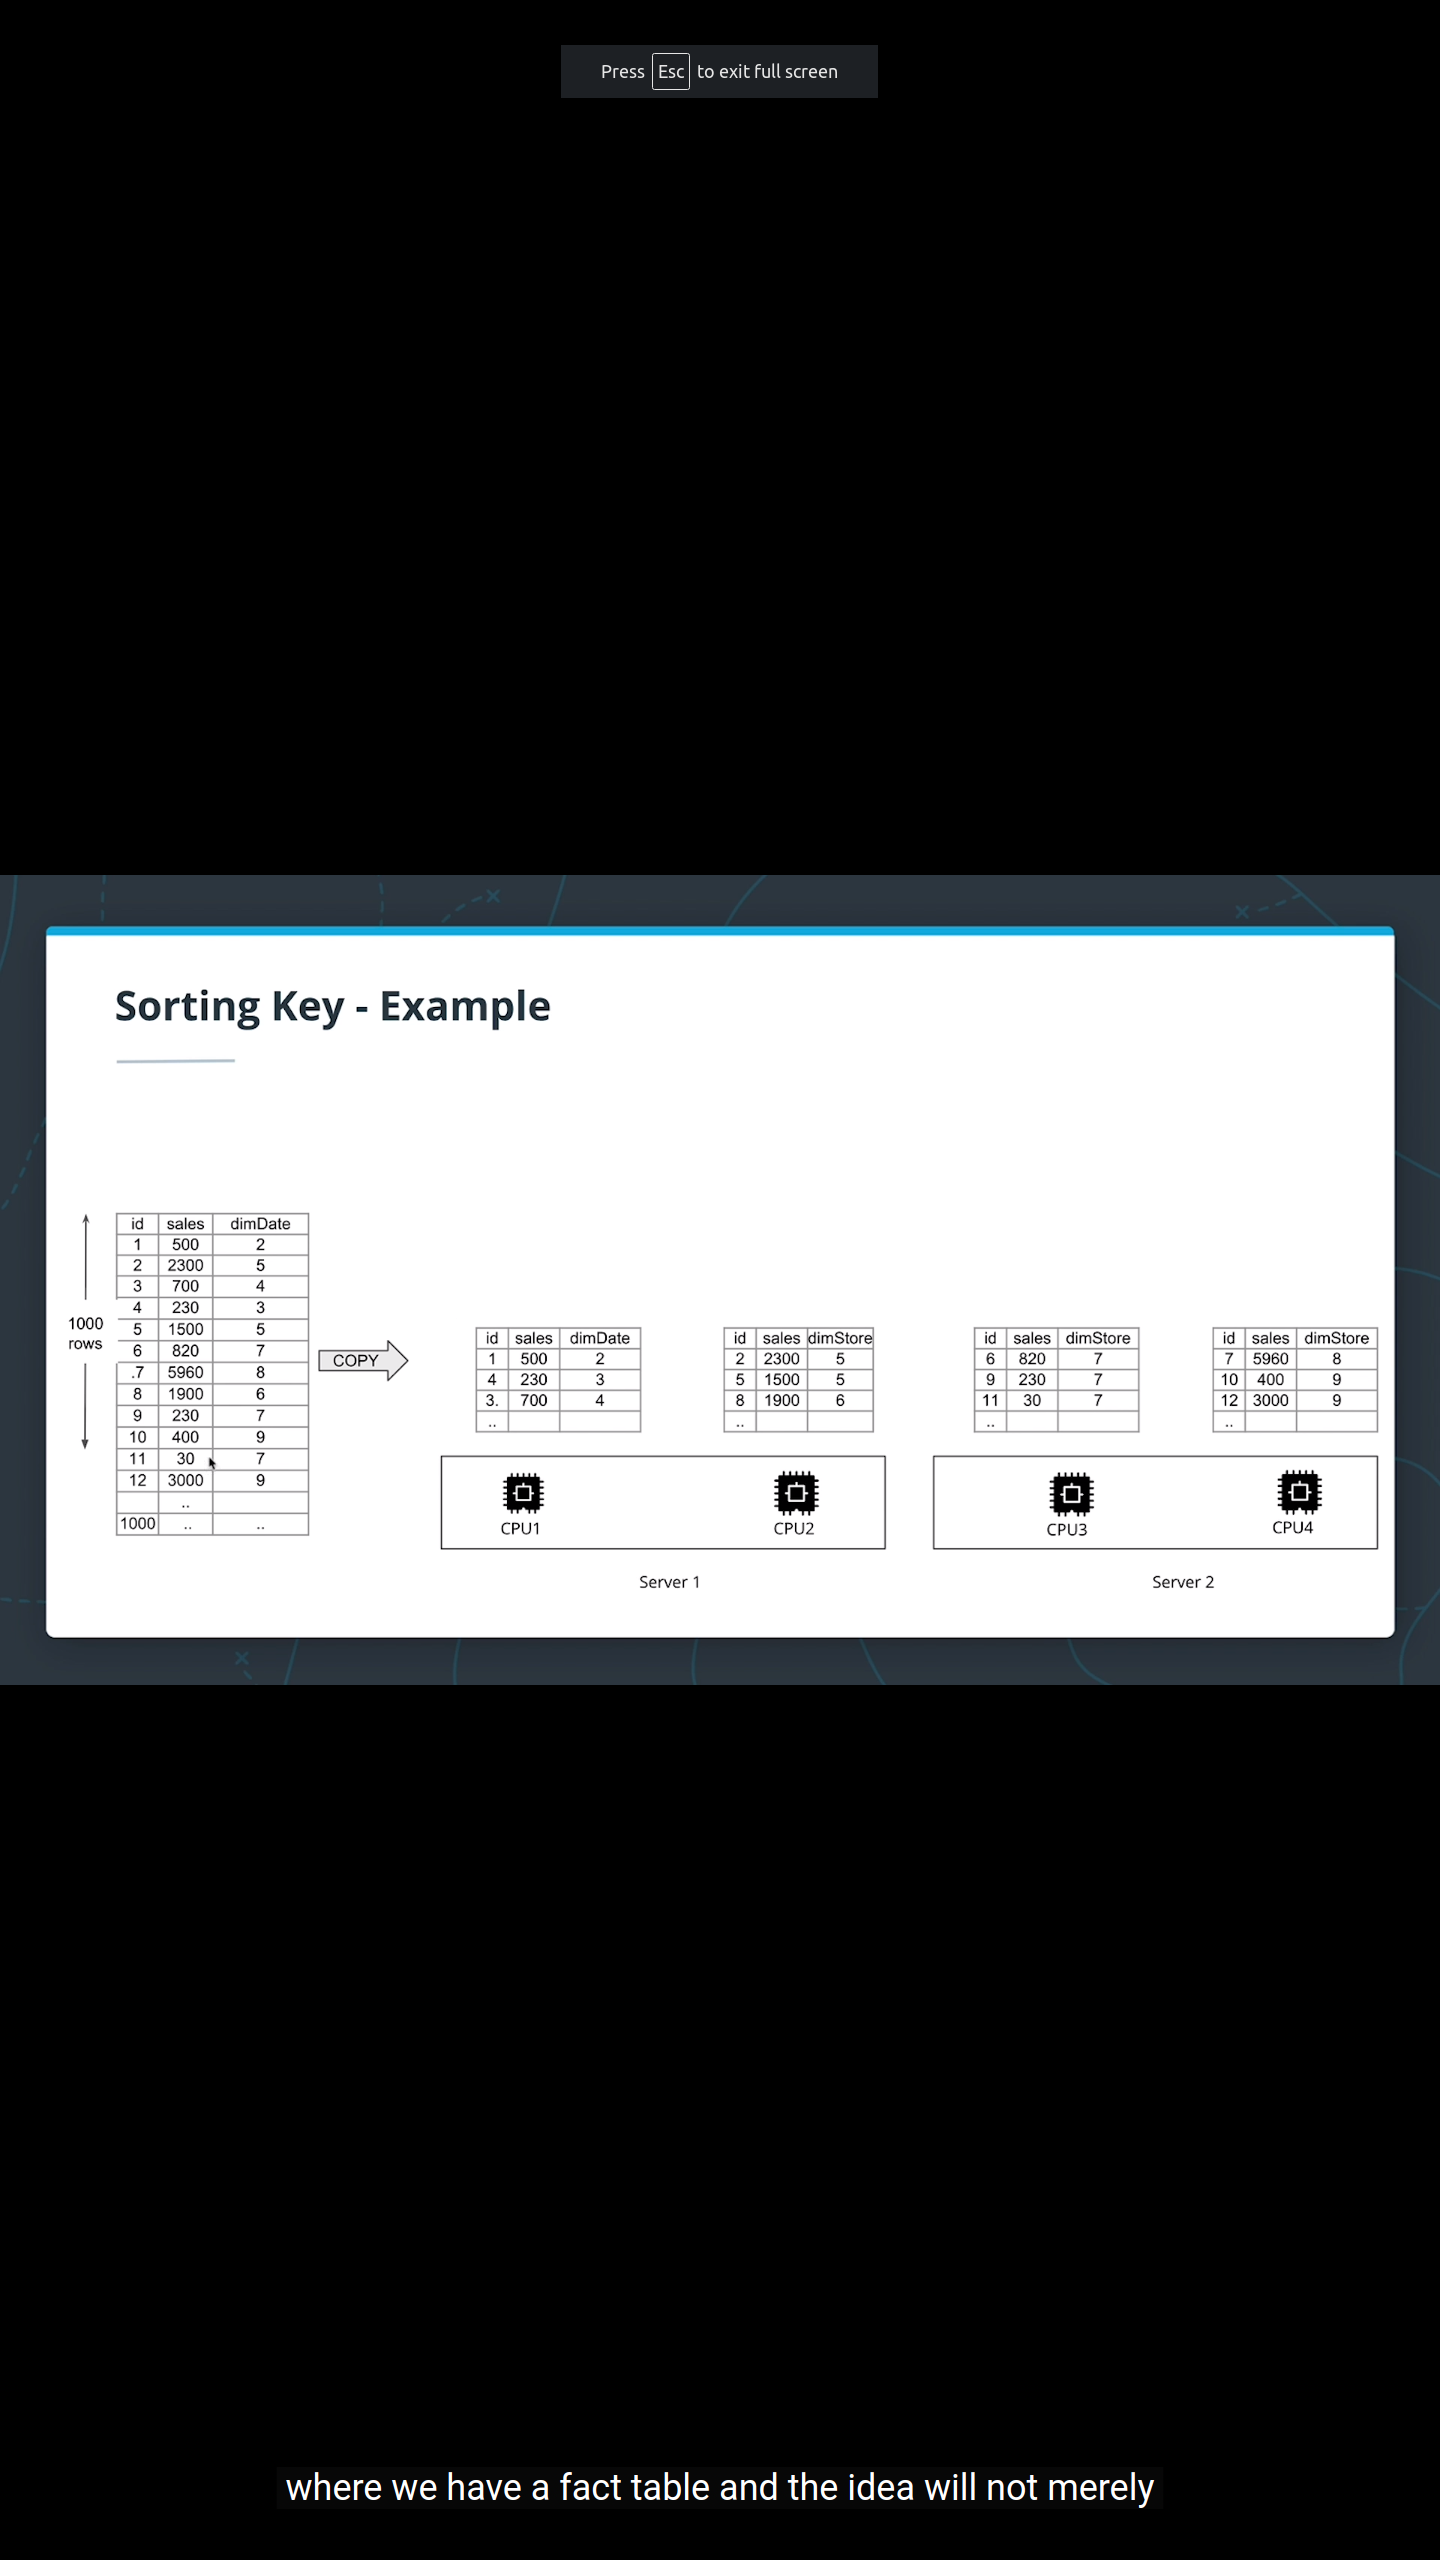 Press Esc to exit full screen
Sorting Key - Example
1000
rows
id sales dimDate
1 500 2
2 2300 5
3 700 4
4 230 3
5 1500 5
6 820 7
.7 5960 8
8 1900 6
9 230 7
10 400 9
11 30 7
12 3000 9
..
1000 .. ..
COPY
id sales dimDate
1 500 2
4 230 3
3. 700 4
..
id sales dimStore
2 2300 5
5 1500 5
8 1900 6
..
id sales dimStore
6 820 7
9 230 7
11 30 7
..
id sales dimStore
7 5960 8
10 400 9
12 3000 9
..
CPU1
CPU2
CPU3
CPU4
Server 1
Server 2
where we have a fact table and the idea will not merely